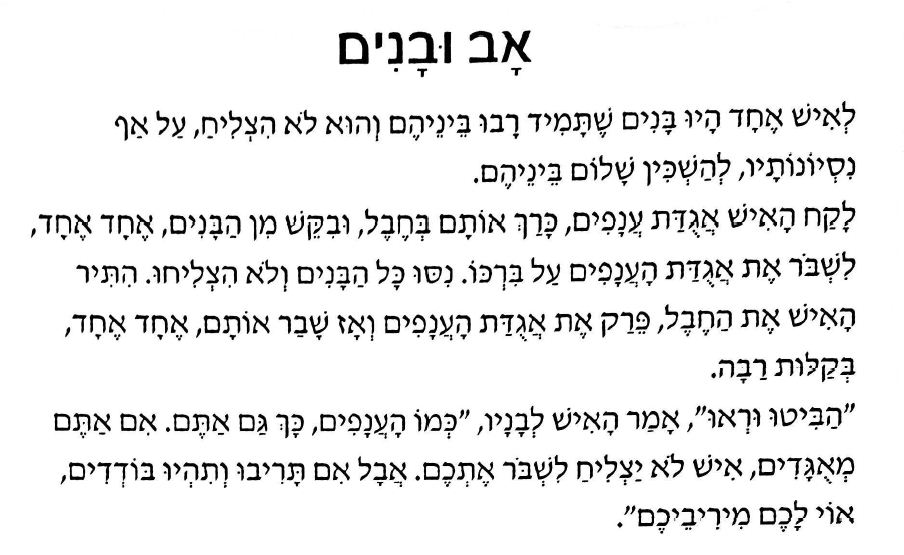 אָב וּבָנִים
לְאִישׁ אֶחָד הָיוּ בָּנִים שֶׁתָּמִיד רָבוּ בֵּינֵיהֶם וְהוּא לֹא הִצְלִיחַ, עַל אַף
נִסְיוֹנוֹתָיו, לְהַשְׁכִּין שָׁלוֹם בֵּינֵיהֶם.
לָקַח הָאִישׁ אֲגֻדַּת עֲנָפִים, כָּרַךְ אוֹתָם בְּחֶבֶל, וּבִקֵּשׁ מִן הַבָּנִים, אֶחָד אֶחָד,
לִשְׁבֹּר אֶת אֲגֻדַּת הָעֲנָפִים עַל בִּרְכּוֹ. נִסּוּ כָּל הַבָּנִים וְלֹא הִצְלִיחוּ. הִתִּיר
הָאִישׁ אֶת הַחֶבֶל, פֵּרַק אֶת אֲגֻדַּת הָעֲנָפִים וְאָז שָׁבַר אוֹתָם, אֶחָד אֶחָד,
בְּקַלּוּת רַבָּה.
"הַבִּיטוּ וּרְאוּ", אָמַר הָאִישׁ לְבָנָיו, "כְּמוֹ הָעֲנָפִים, כָּךְ גַּם אַתֶּם. אִם אַתֶּם
מְאֻגָּדִים, אִישׁ לֹא יַצְלִיחַ לִשְׁבֹּר אֶתְכֶם. אֲבָל אִם תָּרִיבוּ וְתִהְיוּ בּוֹדְדִים,
אוֹי לָכֶם מִירִיבֵיכֶם".